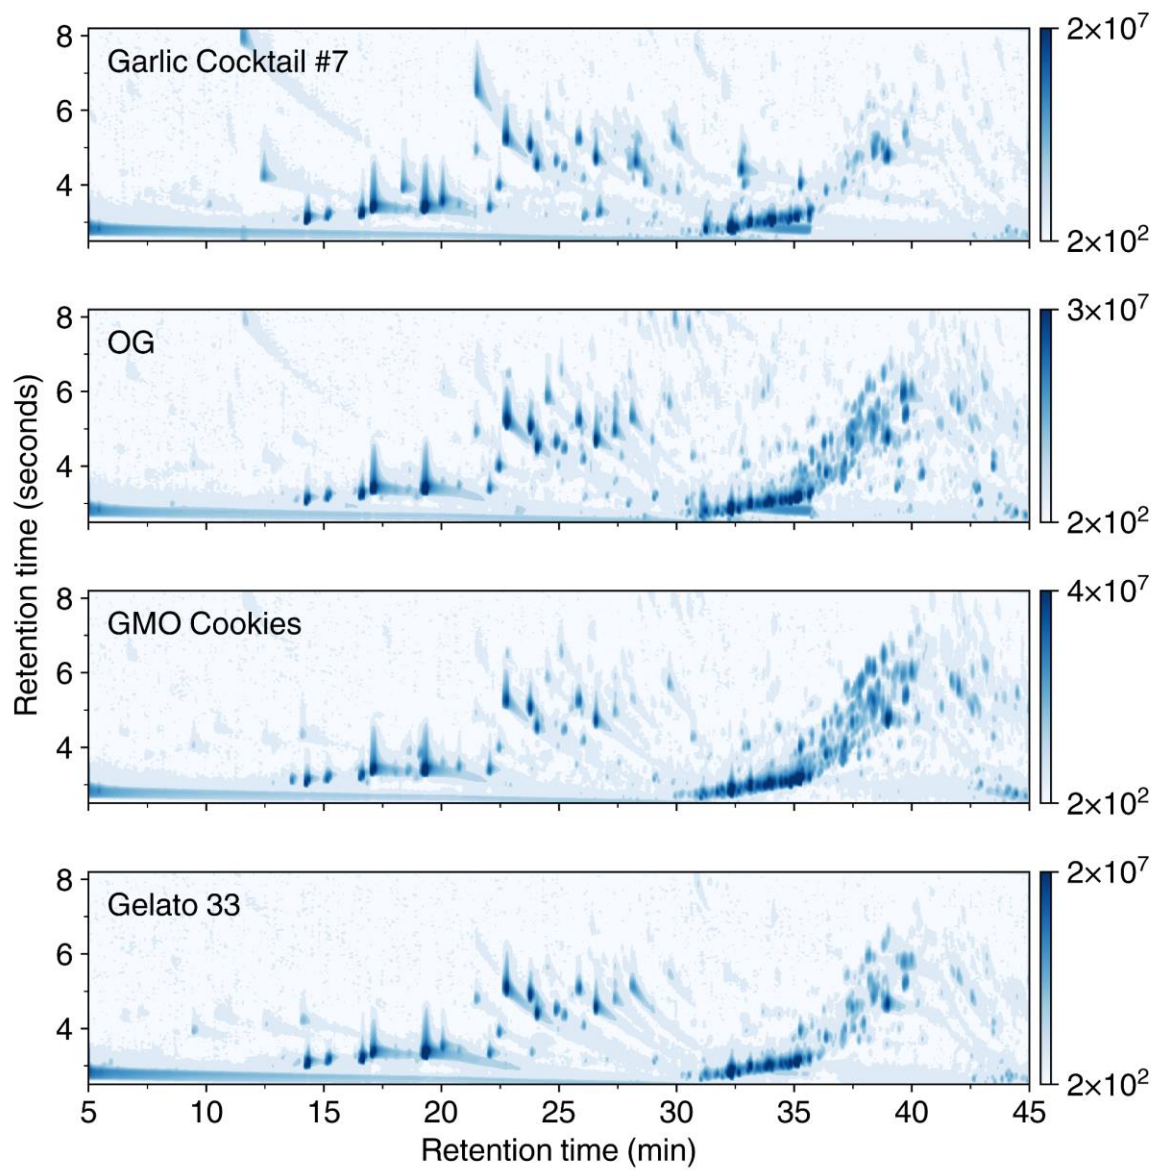 Garlic Cocktail #7
8
6
4
2×10⁷
2×10²
OG
8
6
4
3×10⁷
2×10²
GMO Cookies
8
6
4
4×10⁷
2×10²
Gelato 33
8
6
4
2×10⁷
2×10²
Retention time (seconds)
5 10 15 20 25 30 35 40 45
Retention time (min)